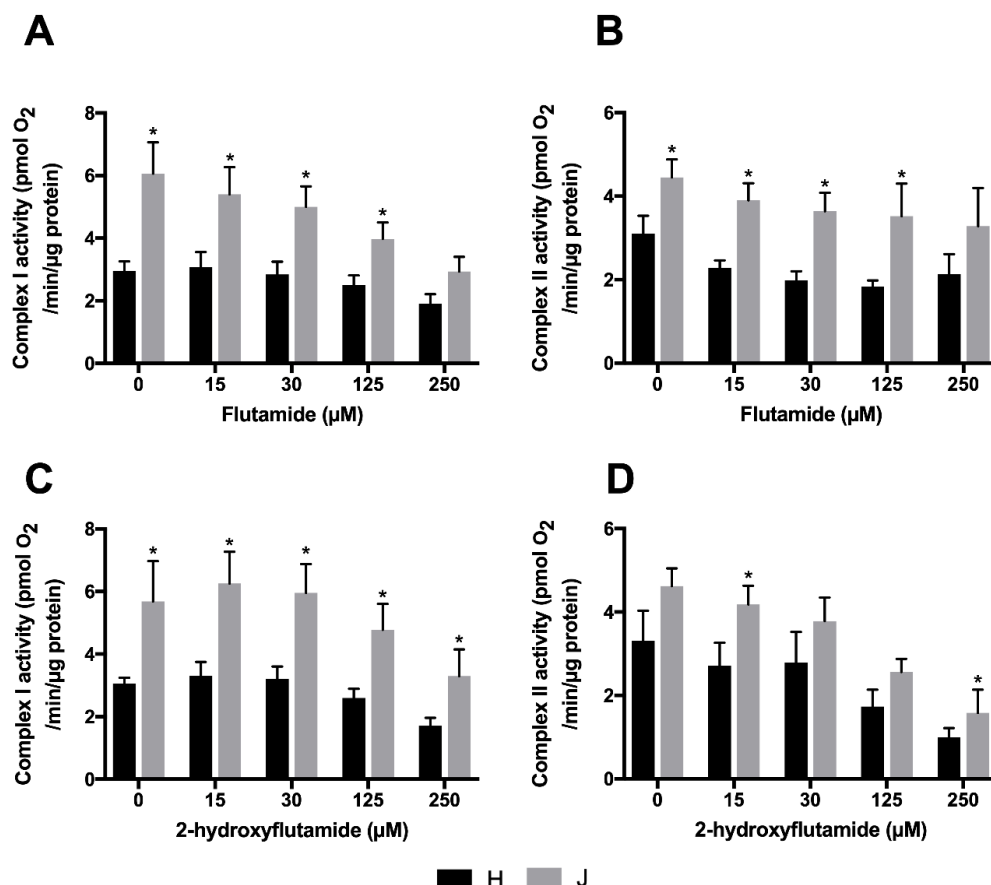 A
Complex I activity (pmol O2
/min/µg protein)
8
6
4
2
0
* * * *
0 15 30 125 250
Flutamide (µM)
B
Complex II activity (pmol O2
/min/µg protein)
6
4
2
0
* * * *
0 15 30 125 250
Flutamide (µM)
C
Complex I activity (pmol O2
/min/µg protein)
8
6
4
2
0
* * * * *
0 15 30 125 250
2-hydroxyflutamide (µM)
D
Complex II activity (pmol O2
/min/µg protein)
6
4
2
0
* *
0 15 30 125 250
2-hydroxyflutamide (µM)
H J